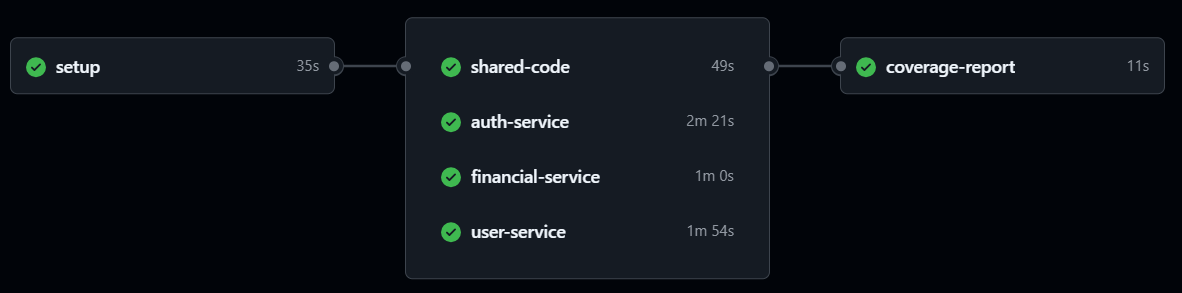 setup 35s
shared-code 49s
auth-service 2m 21s
financial-service 1m 0s
user-service 1m 54s
coverage-report 11s